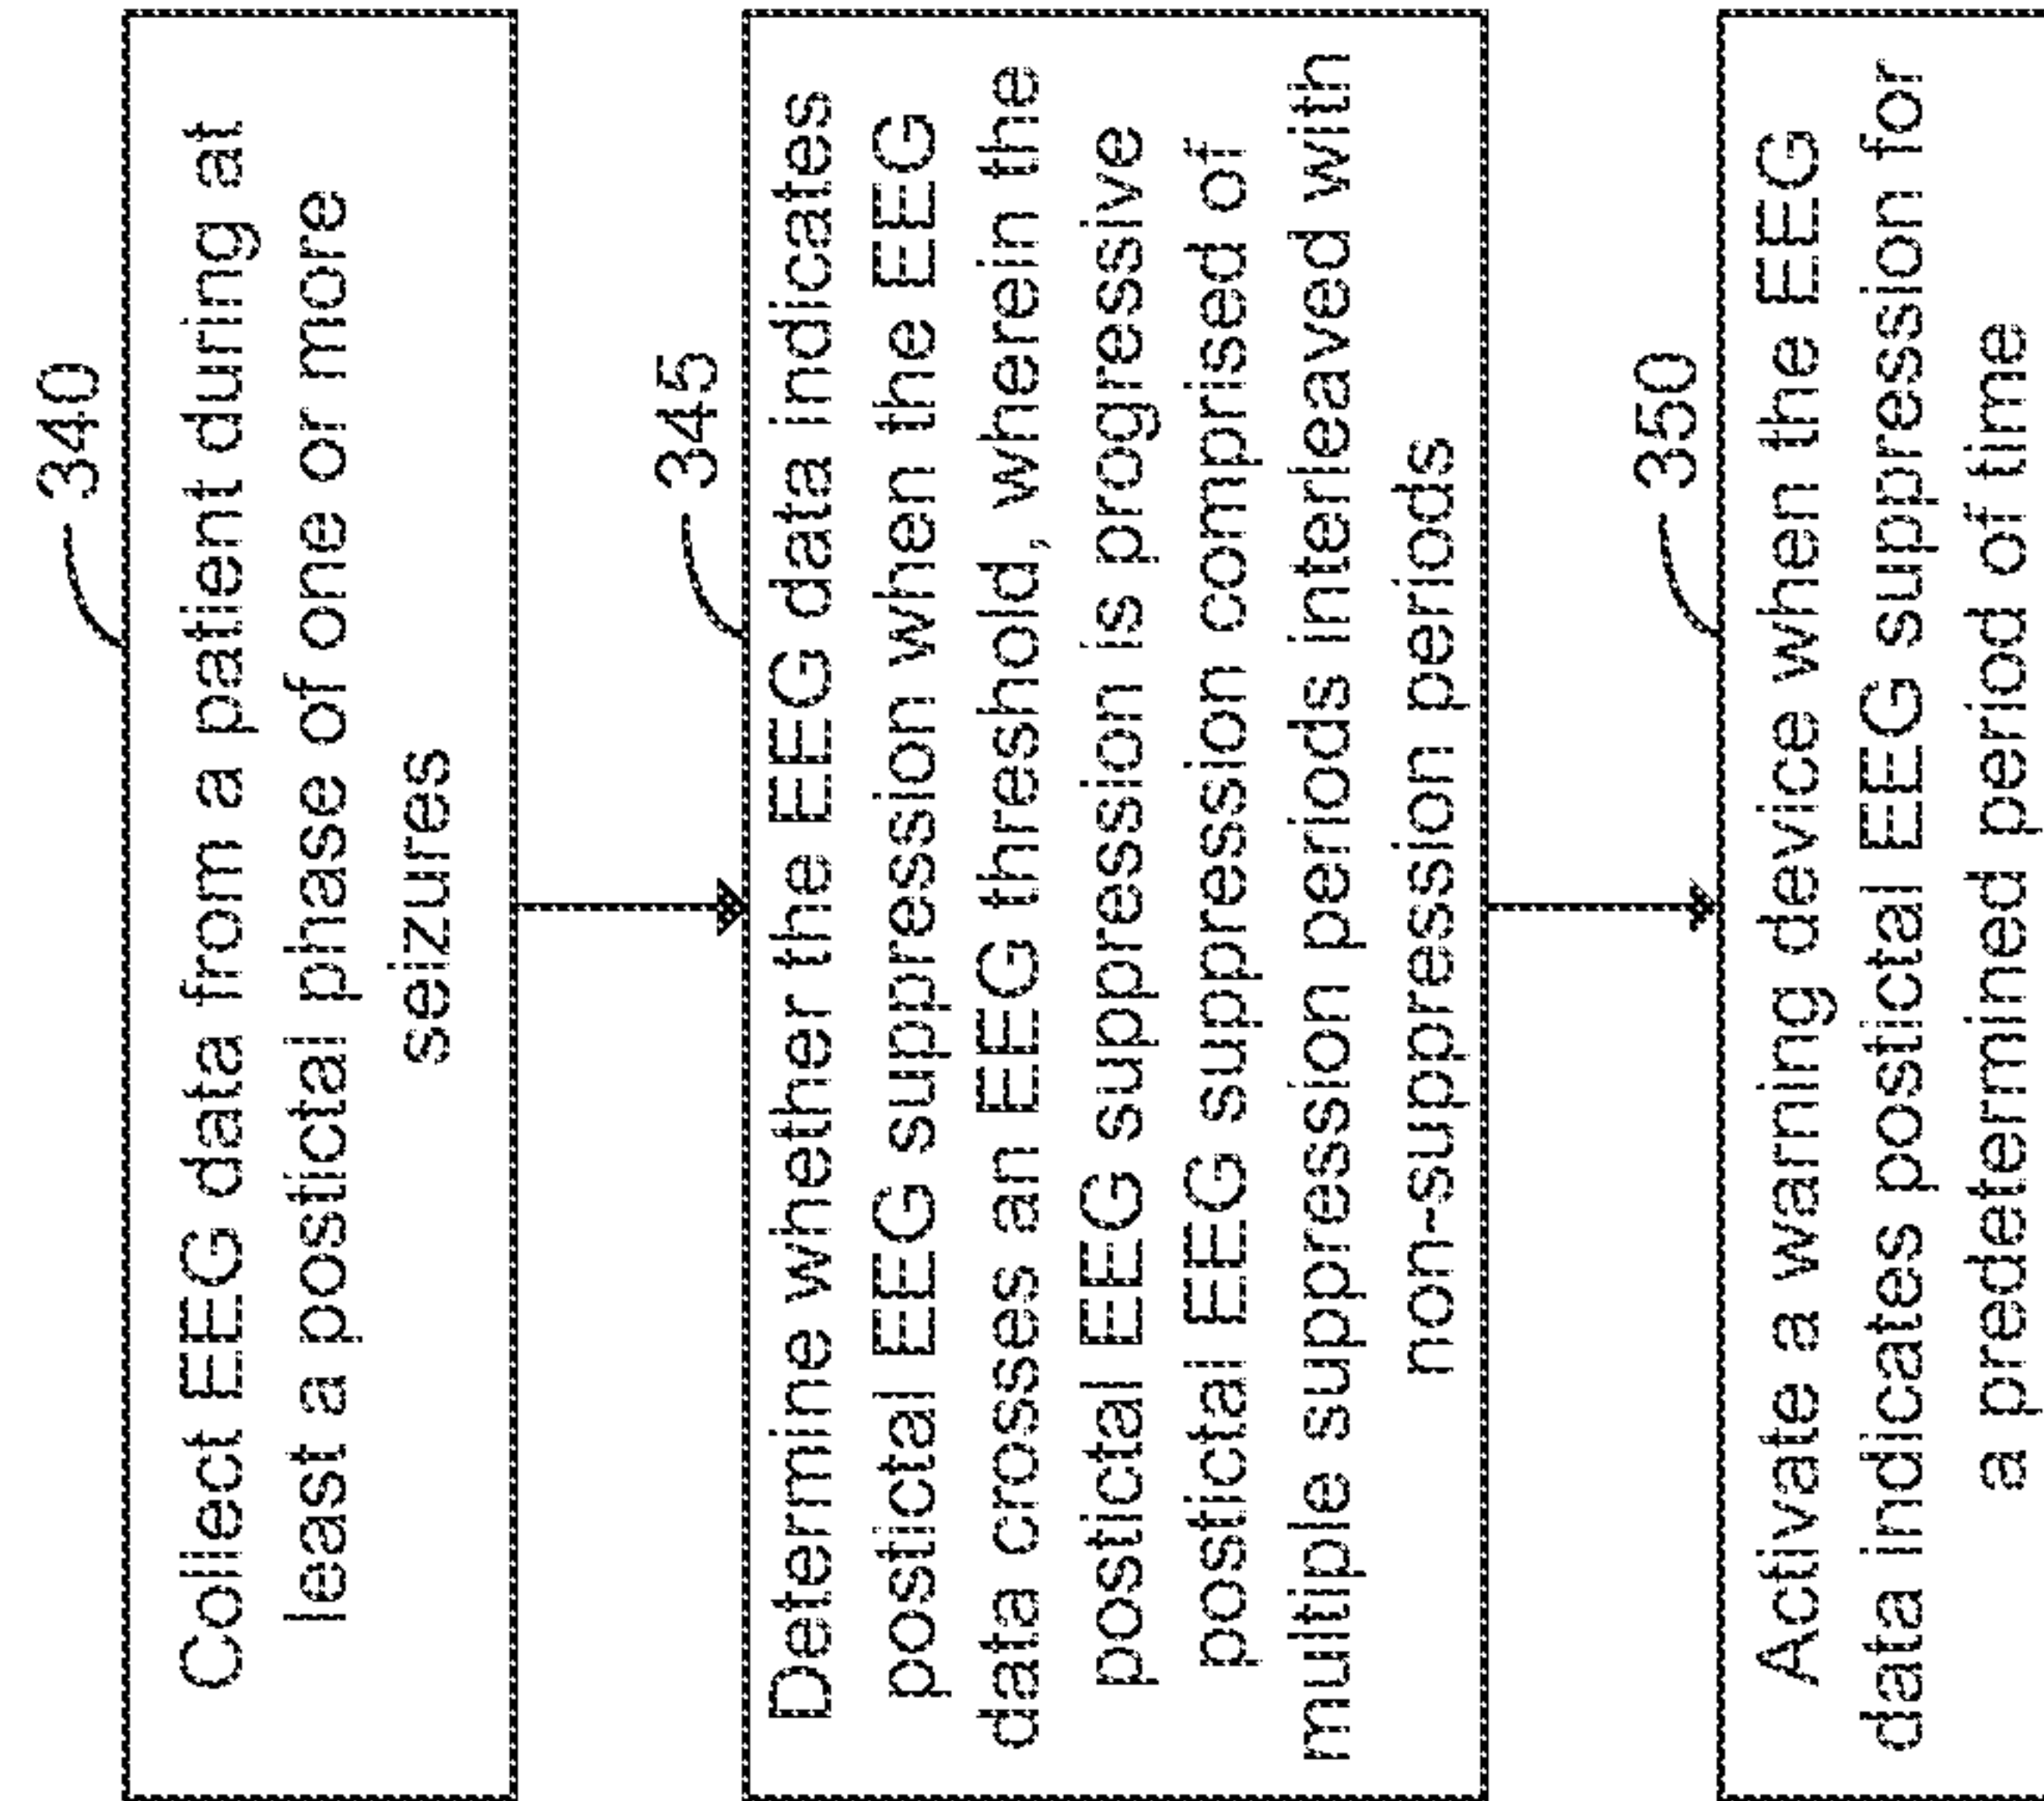 340
Collect EEG data from a patient during at
least a postictal phase of one or more
seizures
345
Determine whether the EEG data indicates
postictal EEG suppression when the EEG
data crosses an EEG threshold, wherein the
postictal EEG suppression is progressive
postictal EEG suppression comprised of
multiple suppression periods interleaved with
non-suppression periods
350
Activate a warning device when the EEG
data indicates postictal EEG suppression for
a predetermined period of time